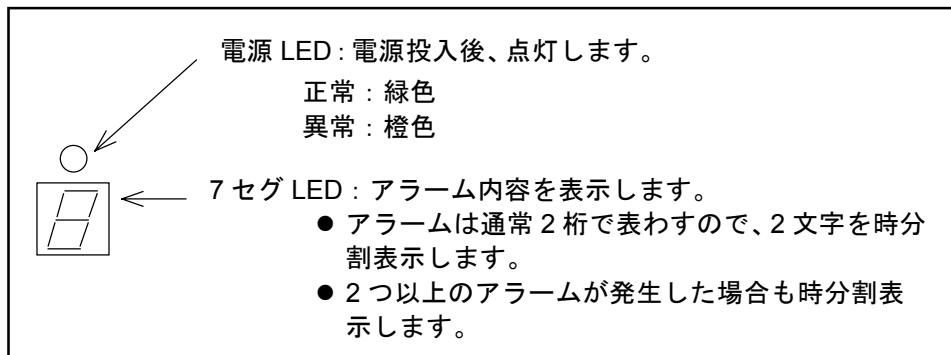 電源 LED：電源投入後、点灯します。
正常：緑色
異常：橙色
7 セグ LED：アラーム内容を表示します。
● アラームは通常 2 桁で表わすので、2 文字を時分
割表示します。
● 2 つ以上のアラームが発生した場合も時分割表
示します。